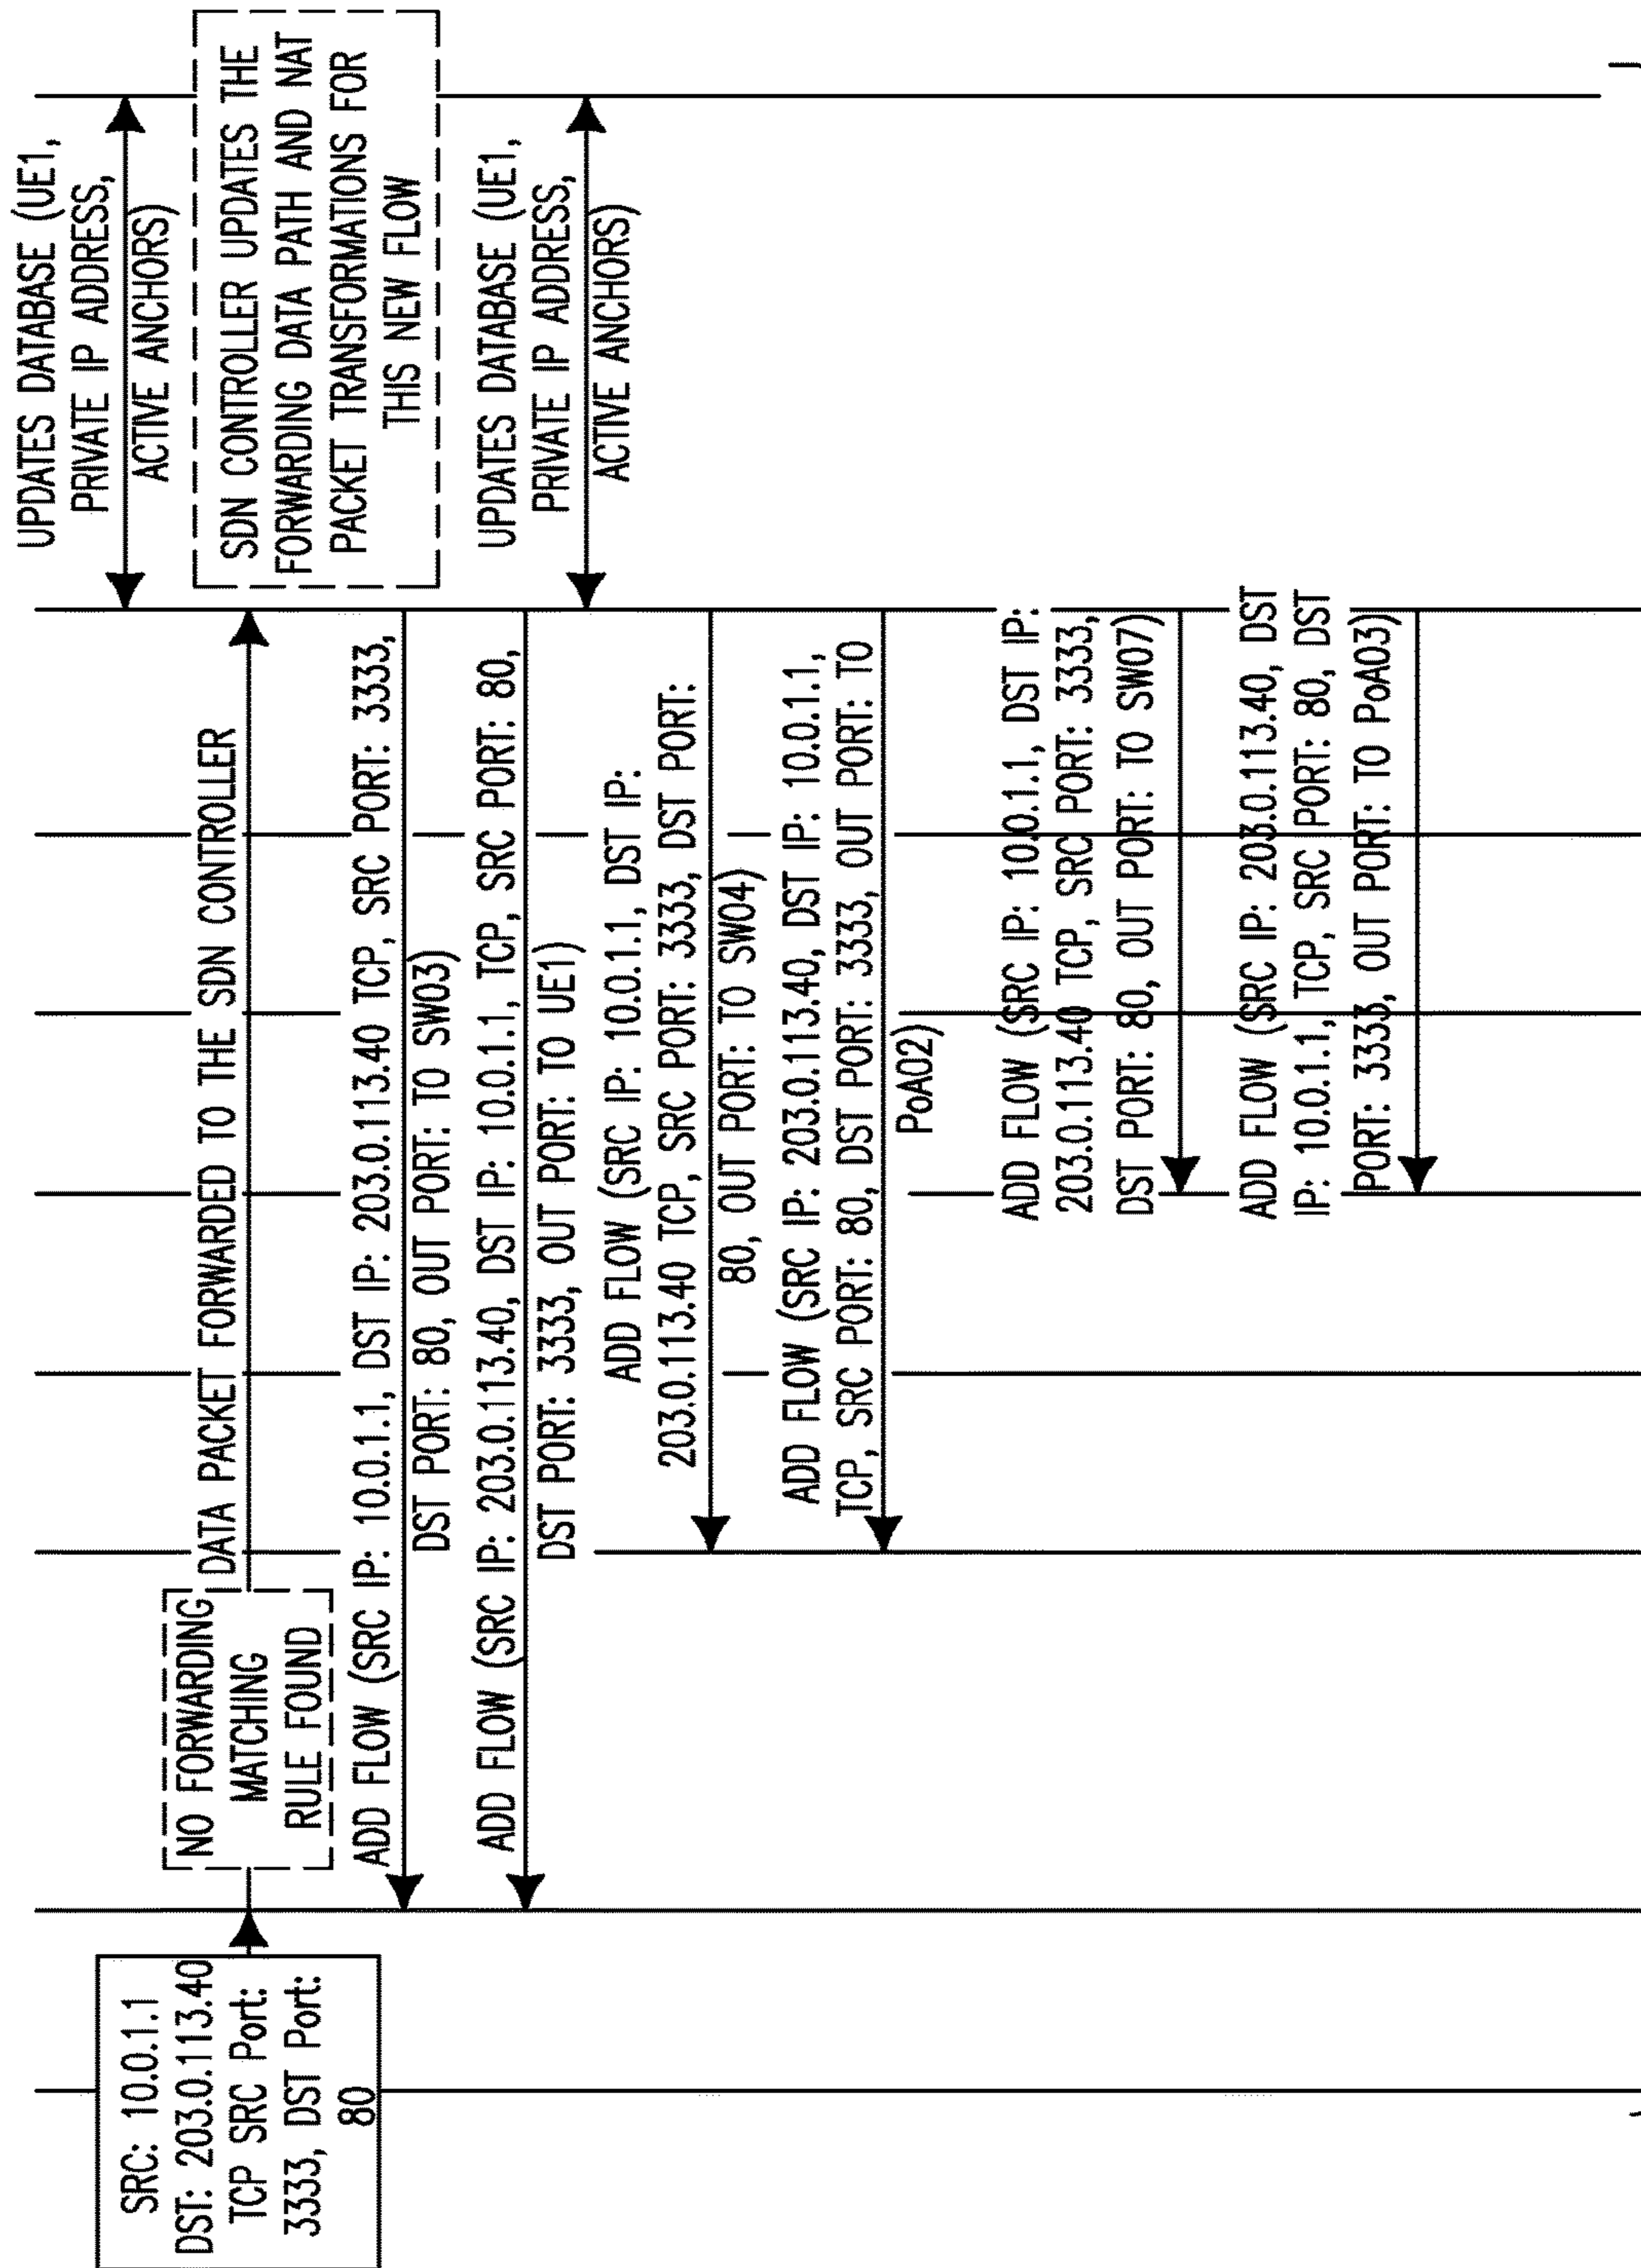 UPDATES DATABASE (UE1,
PRIVATE IP ADDRESS,
ACTIVE ANCHORS)
SRC: 10.0.1.1
DST: 203.0.113.40
TCP SRC Port:
3333, DST Port:
80
NO FORWARDING
MATCHING
RULE FOUND
DATA PACKET FORWARDED TO THE SDN CONTROLLER
SDN CONTROLLER UPDATES THE
FORWARDING DATA PATH AND NAT
PACKET TRANSFORMATIONS FOR
THIS NEW FLOW
ADD FLOW (SRC IP: 10.0.1.1, DST IP: 203.0.113.40 TCP, SRC PORT: 3333,
DST PORT: 80, OUT PORT: TO SW03)
ADD FLOW (SRC IP: 203.0.113.40, DST IP: 10.0.1.1, TCP, SRC PORT: 80,
DST PORT: 3333, OUT PORT: TO UE1)
UPDATES DATABASE (UE1,
PRIVATE IP ADDRESS,
ACTIVE ANCHORS)
ADD FLOW (SRC IP: 10.0.1.1, DST IP:
203.0.113.40 TCP, SRC PORT: 3333, DST PORT:
80, OUT PORT: TO SW04)
ADD FLOW (SRC IP: 203.0.113.40, DST IP: 10.0.1.1,
TCP, SRC PORT: 80, DST PORT: 3333, OUT PORT: TO
PoA02)
ADD FLOW (SRC IP: 10.0.1.1, DST IP:
203.0.113.40 TCP, SRC PORT: 3333,
DST PORT: 80, OUT PORT: TO SW07)
ADD FLOW (SRC IP: 203.0.113.40, DST
IP: 10.0.1.1, TCP, SRC PORT: 80, DST
PORT: 3333, OUT PORT: TO PoA03)